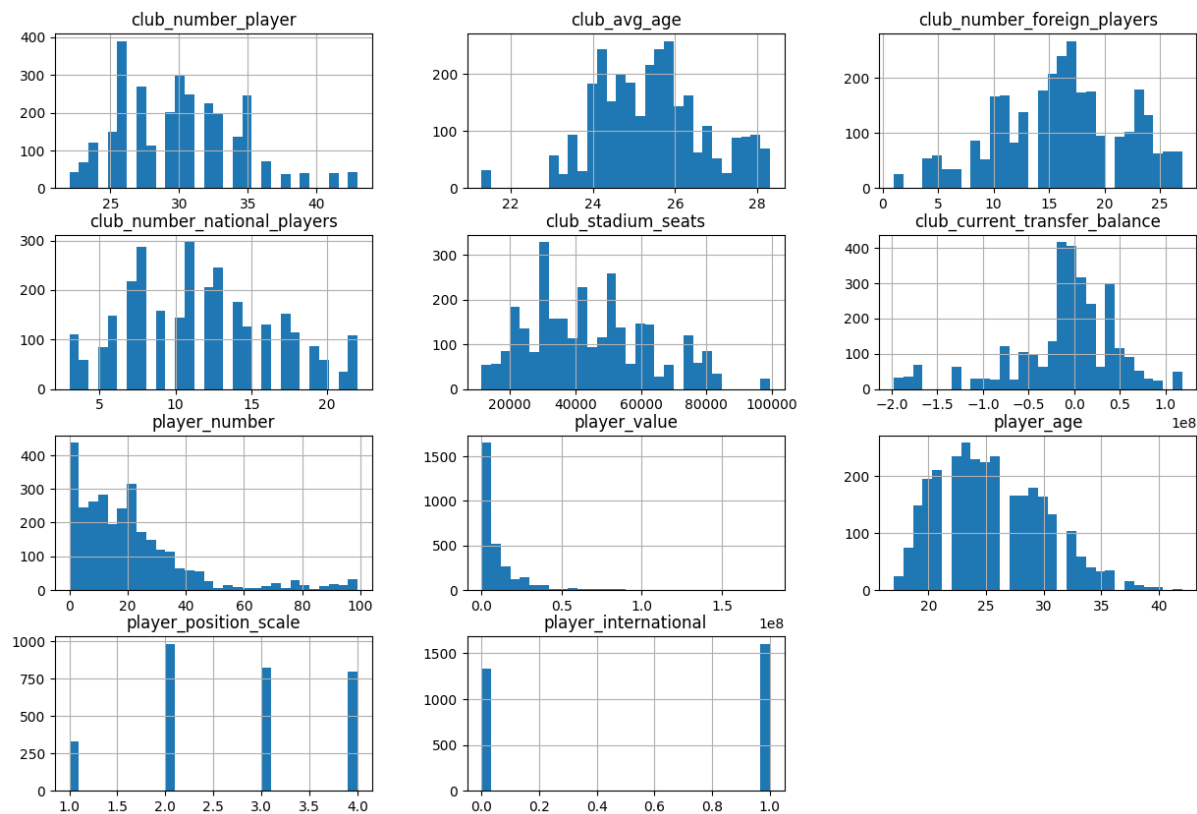 club_number_player
400
300
200
100
0
25 30 35 40
club_avg_age
200
100
0
22 24 26 28
club_number_foreign_players
200
100
0
0 5 10 15 20 25
club_number_national_players
300
200
100
0
5 10 15 20
club_stadium_seats
300
200
100
0
20000 40000 60000 80000 100000
club_current_transfer_balance
400
300
200
100
0
−2.0 −1.5 −1.0 −0.5 0.0 0.5 1.0
1e8
player_number
400
300
200
100
0
0 20 40 60 80 100
player_value
1500
1000
500
0
0.0 0.5 1.0 1.5
1e8
player_age
200
100
0
20 25 30 35 40
player_position_scale
1000
750
500
250
0
1.0 1.5 2.0 2.5 3.0 3.5 4.0
player_international
1500
1000
500
0
0.0 0.2 0.4 0.6 0.8 1.0